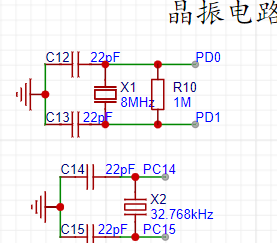 晶振电路
C12 22pF PD0
X1 R10
8MHz 1M
C13 22pF PD1
C14 22pF PC14
X2
32.768kHz
C15 22pF PC15